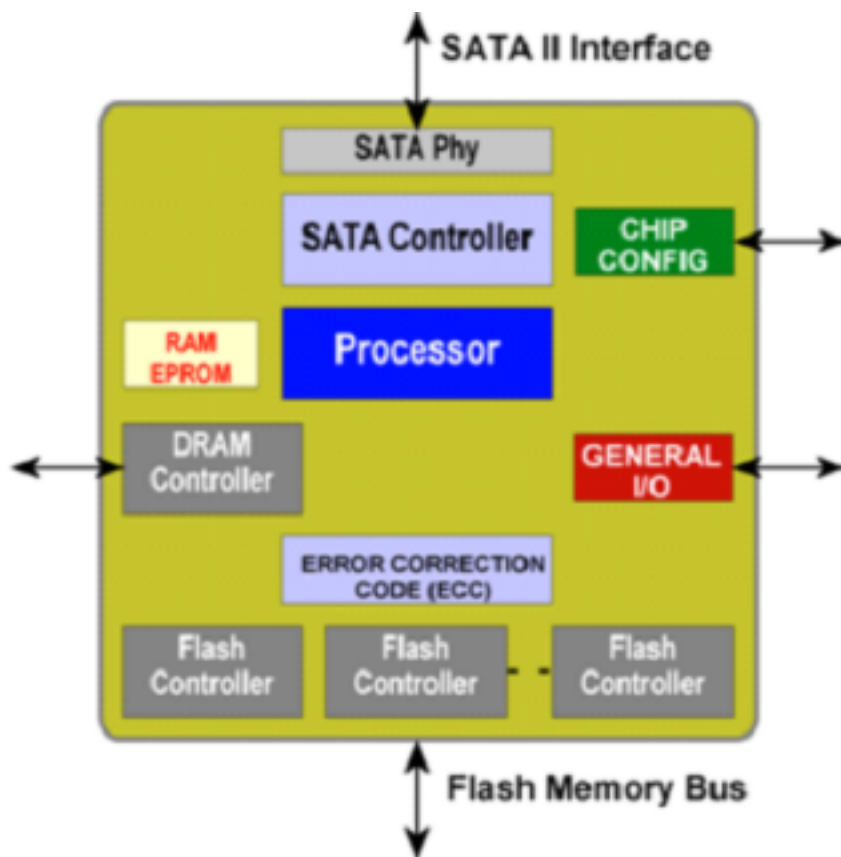 SATA II Interface
SATA Phy
SATA Controller
CHIP
CONFIG
RAM
EPROM
Processor
DRAM
Controller
GENERAL
I/O
ERROR CORRECTION
CODE (ECC)
Flash
Controller
Flash
Controller
Flash
Controller
Flash Memory Bus